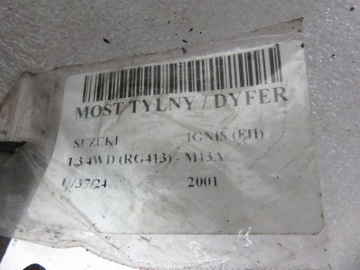 MOST TYLNY / DYFER
SUZUKI IGNIS (FH)
1.3 4WD (RG413) - M13A
2001